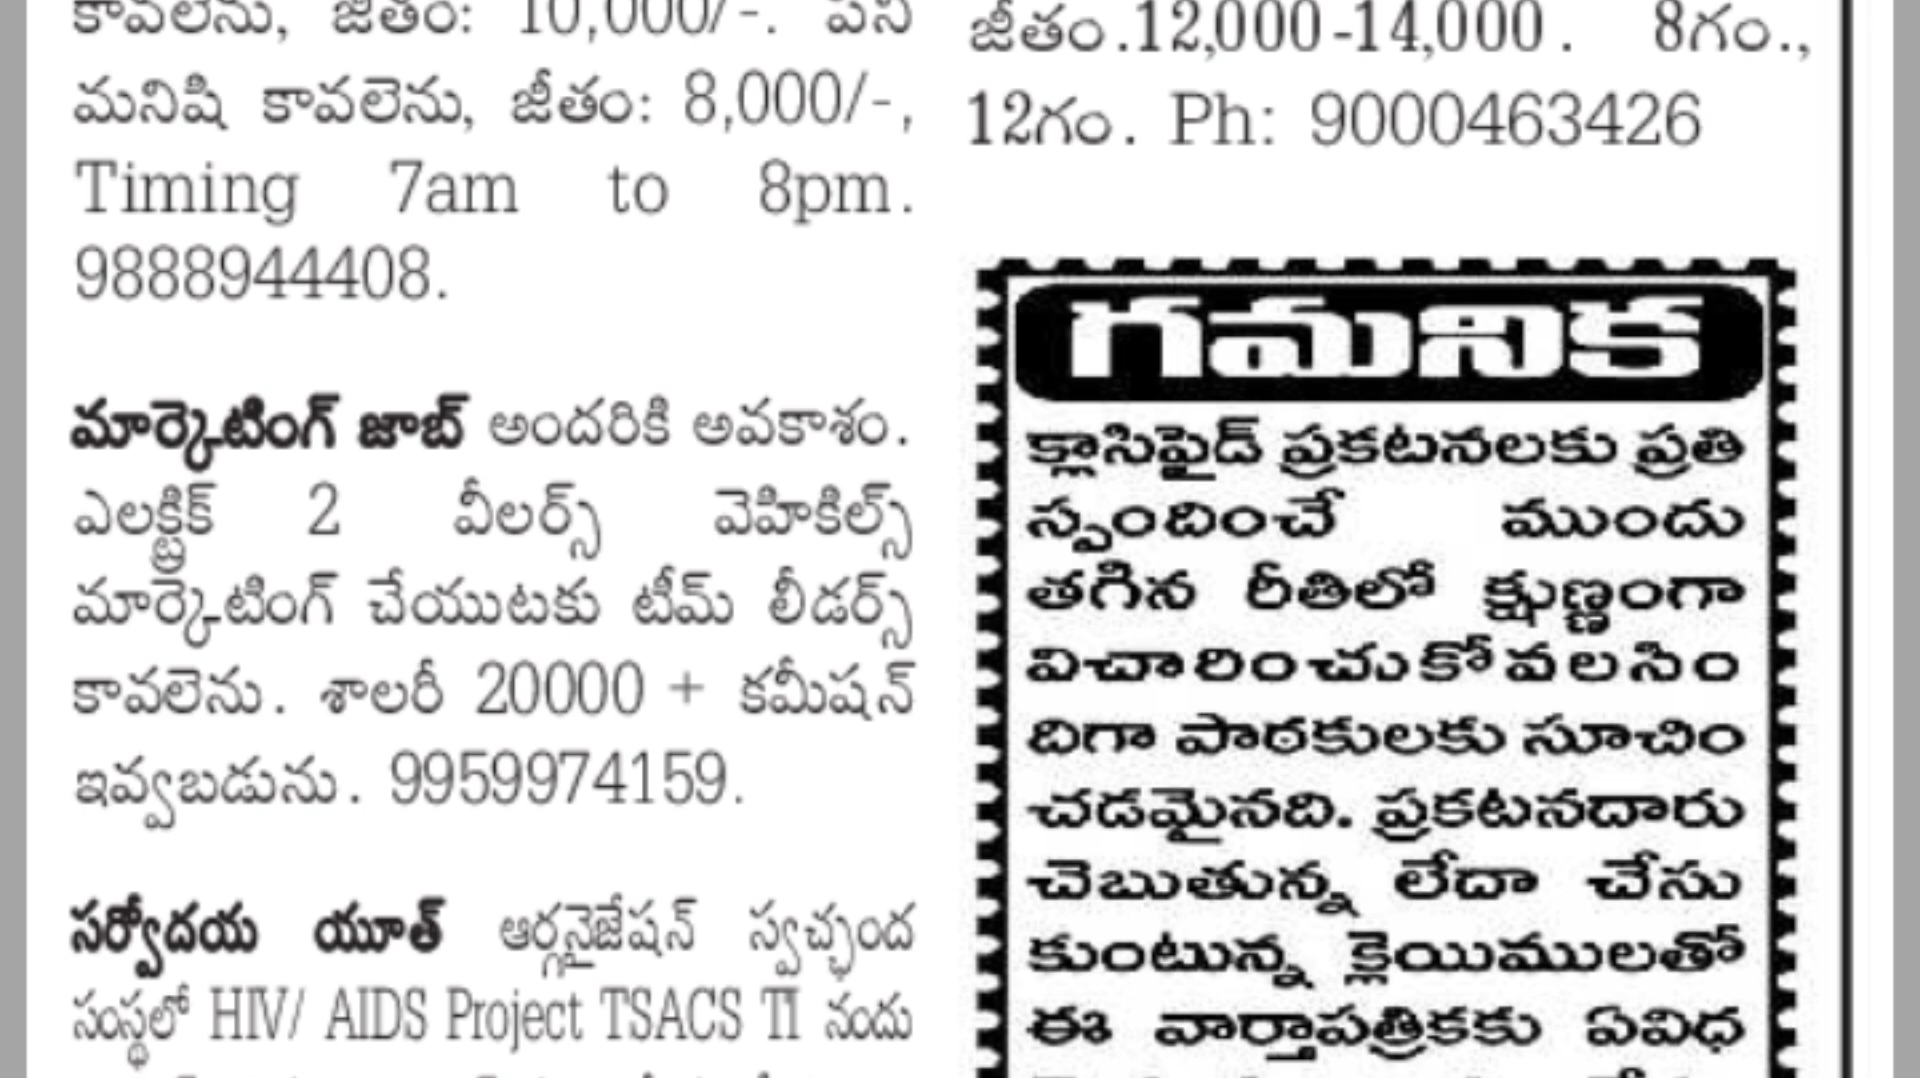 కావలెను, జీతం: 10,000/-. పని
మనిషి కావలెను, జీతం: 8,000/-,
Timing 7am to 8pm.
9888944408.
మార్కెటింగ్ జాబ్ అందరికి అవకాశం.
ఎలక్ట్రిక్ 2 వీలర్స్ వెహికిల్స్
మార్కెటింగ్ చేయుటకు టీమ్ లీడర్స్
కావలెను. శాలరీ 20000 + కమీషన్
ఇవ్వబడును. 9959974159.
సర్వోదయ యూత్ ఆర్గనైజేషన్ స్వచ్ఛంద
సంస్థలో HIV/ AIDS Project TSACS TI నందు
జీతం.12,000-14,000. 8గం.,
12గం. Ph: 9000463426
గమనిక
క్లాసిఫైడ్ ప్రకటనలకు ప్రతి
స్పందించే ముందు
తగిన రీతిలో క్షుణ్ణంగా
విచారించుకోవలసిం
దిగా పాఠకులకు సూచిం
చడమైనది. ప్రకటనదారు
చెబుతున్న లేదా చేసు
కుంటున్న క్లెయిములతో
ఈ వార్తాపత్రికకు ఏవిధ